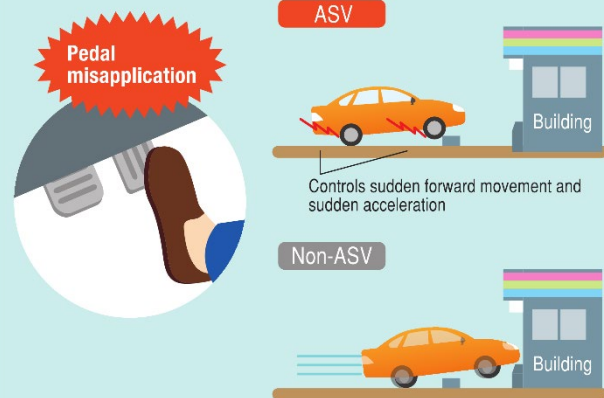 Pedal
misapplication
ASV
Building
Controls sudden forward movement and
sudden acceleration
Non-ASV
Building